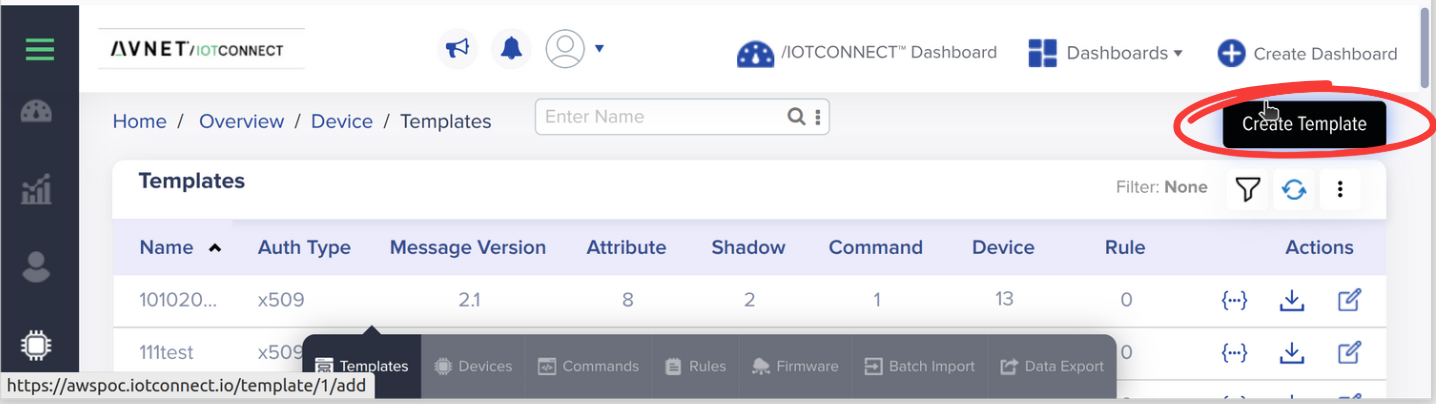 AVNET /IOTCONNECT
/IOTCONNECT™ Dashboard
Dashboards
Create Dashboard
Home / Overview / Device / Templates
Enter Name
Create Template
Templates
Filter: None
Name Auth Type Message Version Attribute Shadow Command Device Rule Actions
101020... x509 2.1 8 2 1 13 0 {...}
111test x509 0 {...}
Templates Devices Commands Rules Firmware Batch Import Data Export
https://awspoc.iotconnect.io/template/1/add